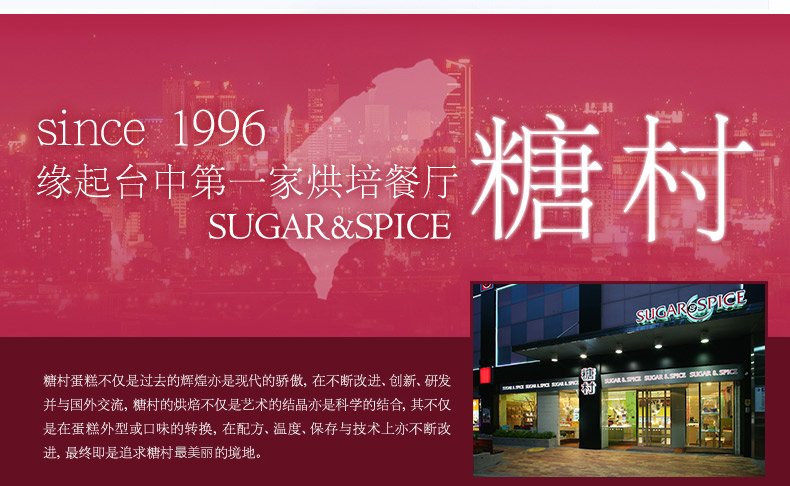 since 1996
缘起台中第一家烘培餐厅
SUGAR&SPICE
糖村
糖村蛋糕不仅是过去的辉煌亦是现代的骄傲, 在不断改进、创新、研发
并与国外交流, 糖村的烘焙不仅是艺术的结晶亦是科学的结合, 其不仅
是在蛋糕外型或口味的转换, 在配方、温度、保存与技术上亦不断改
进, 最终即是追求糖村最美丽的境地。
SUGAR&SPICE
糖村
SUGAR & SPICE SUGAR & SPICE SUGAR & SPICE
SUGAR & SPICE SUGAR & SPICE SUGAR & SPICE